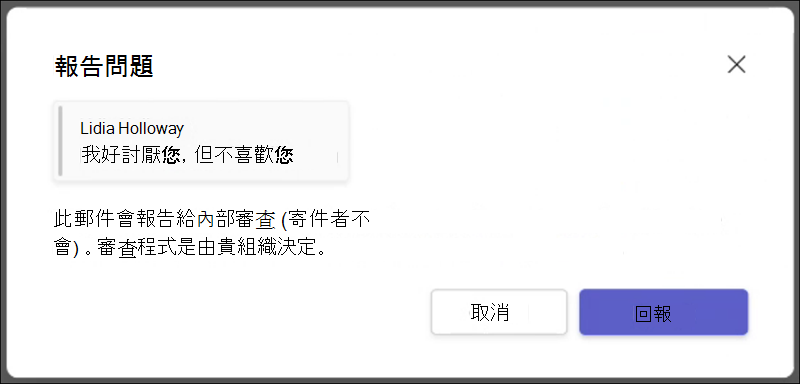 報告問題
Lidia Holloway
我好討厭您, 但不喜歡您
此郵件會報告給內部審查 (寄件者不
會) 。審查程式是由貴組織決定。
取消
回報